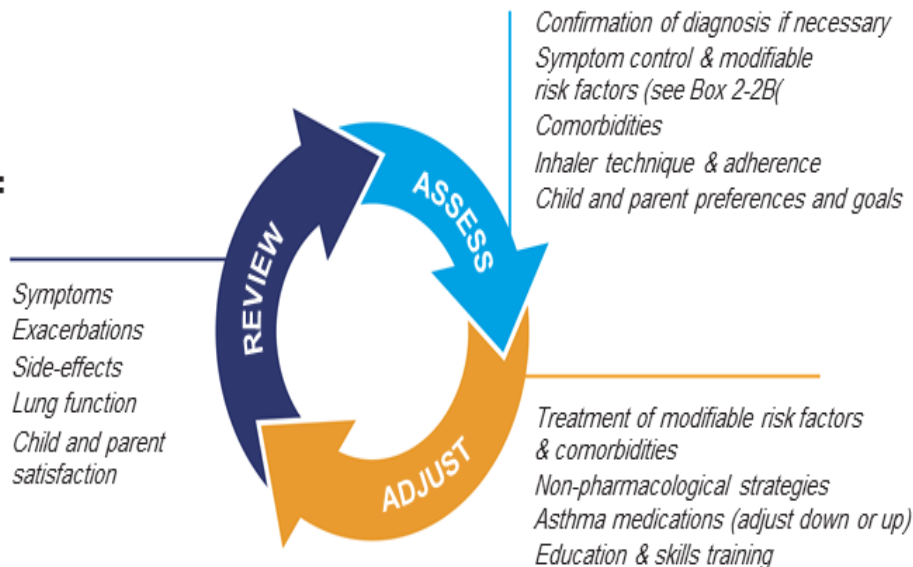 Confirmation of diagnosis if necessary
Symptom control & modifiable
risk factors (see Box 2-2B(
Comorbidities
Inhaler technique & adherence
Child and parent preferences and goals
:
ASSESS
REVIEW
Symptoms
Exacerbations
Side-effects
Lung function
Child and parent
satisfaction
ADJUST
Treatment of modifiable risk factors
& comorbidities
Non-pharmacological strategies
Asthma medications (adjust down or up)
Education & skills training